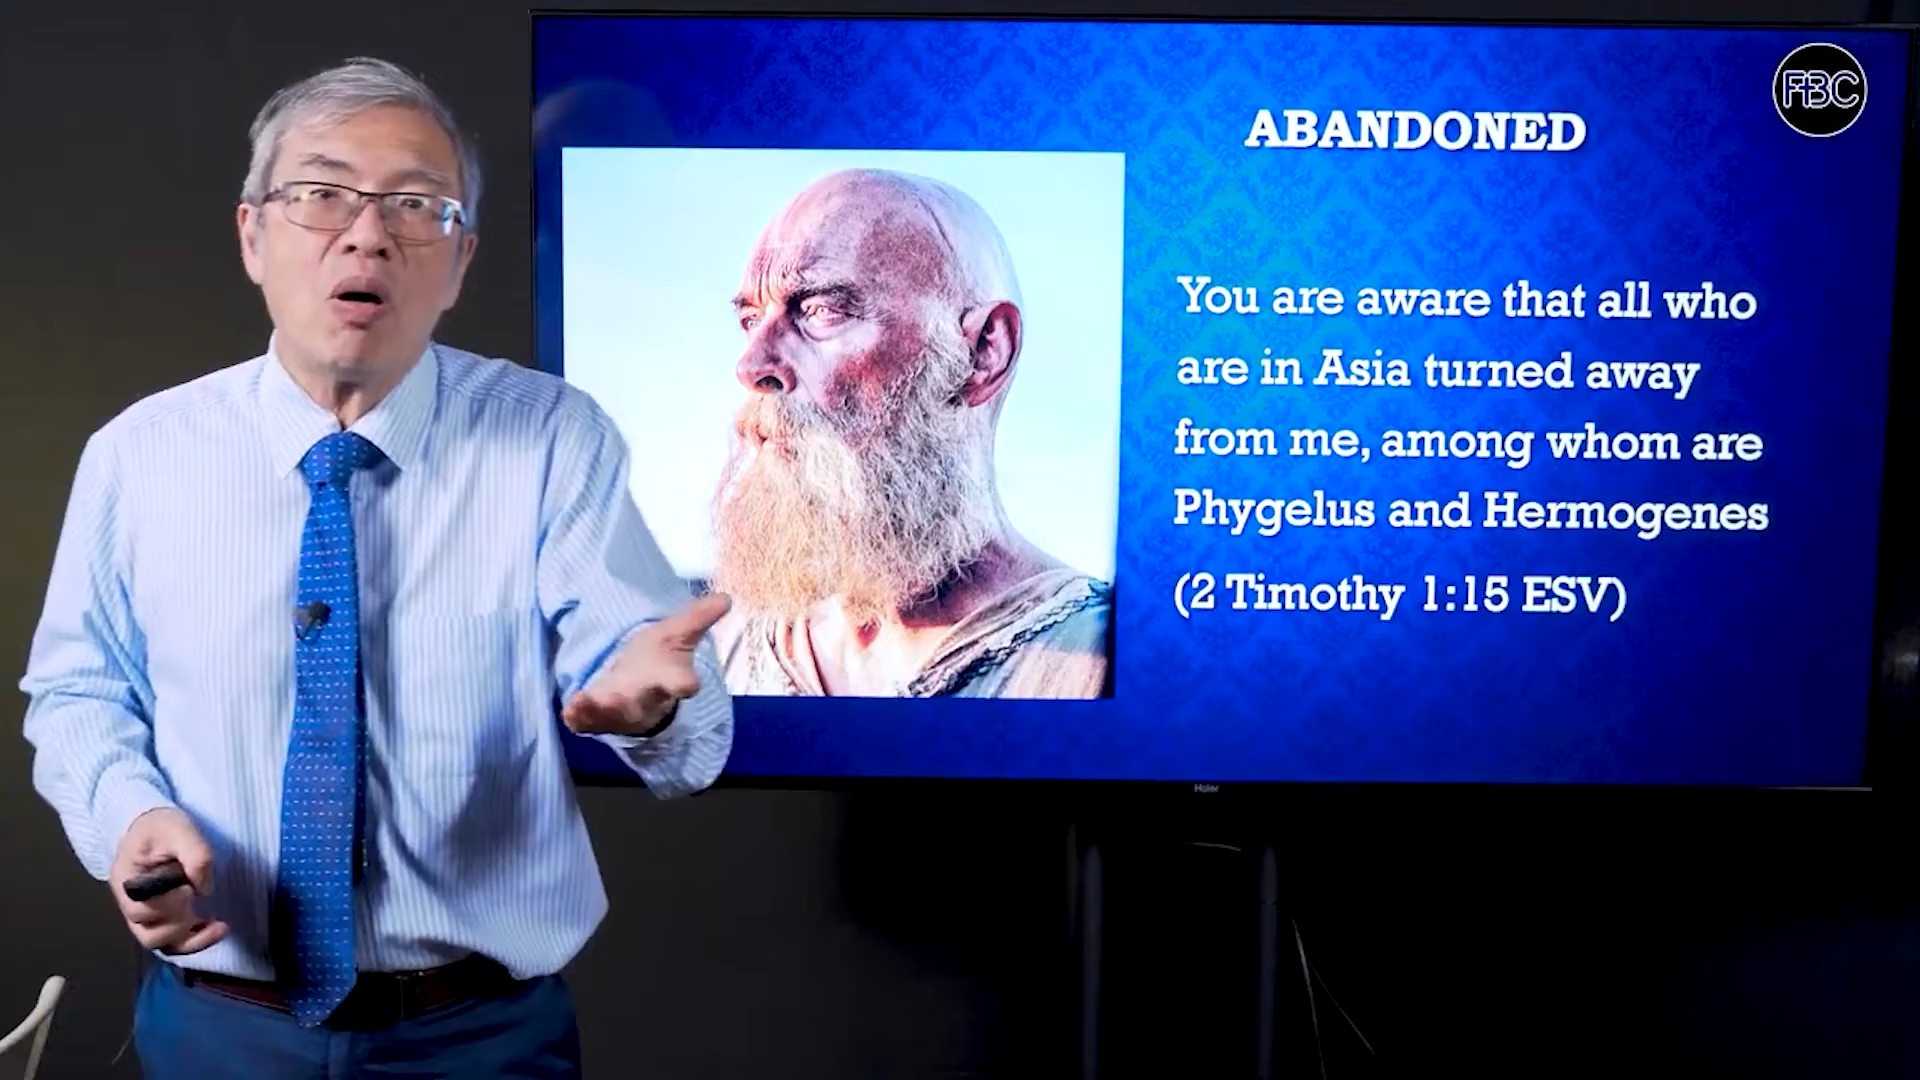 FBC
ABANDONED
You are aware that all who
are in Asia turned away
from me, among whom are
Phygelus and Hermogenes
(2 Timothy 1:15 ESV)
Haier